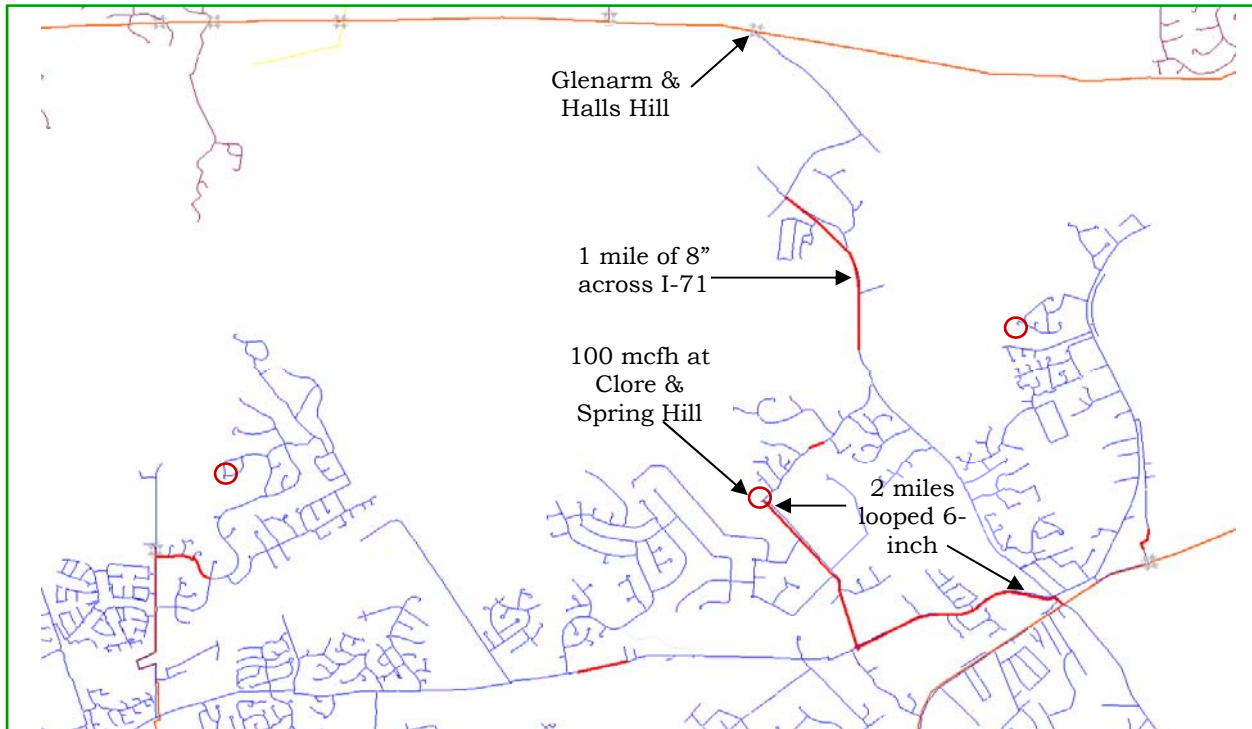 Glenarm &
Halls Hill
1 mile of 8”
across I-71
100 mcfh at
Clore &
Spring Hill
2 miles
looped 6-
inch